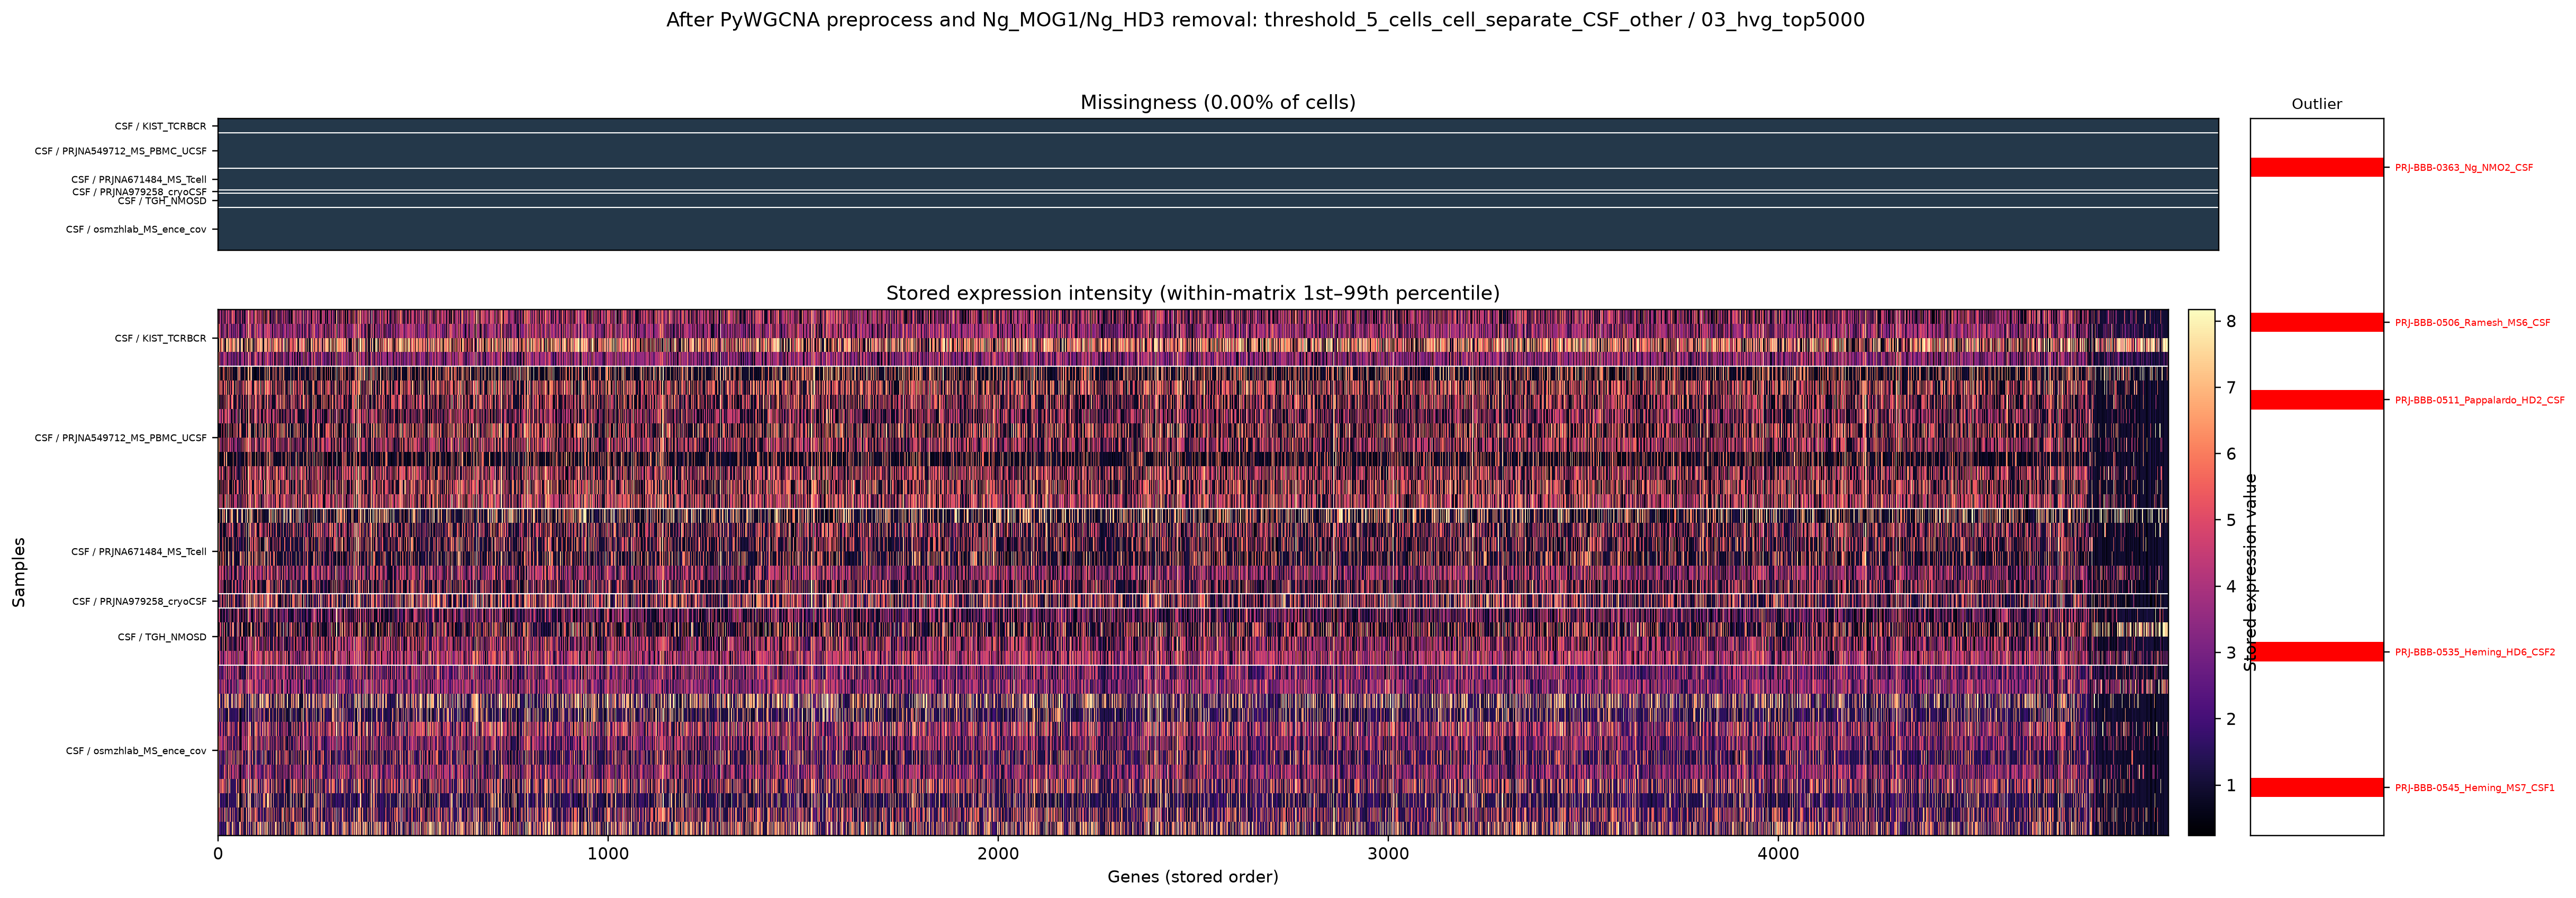 After PyWGCNA preprocess and Ng_MOG1/Ng_HD3 removal: threshold_5_cells_cell_separate_CSF_other / 03_hvg_top5000
Missingness (0.00% of cells)
Outlier
CSF / KIST_TCRBCR
CSF / PRJNA549712_MS_PBMC_UCSF
CSF / PRJNA671484_MS_Tcell
CSF / PRJNA979258_cryoCSF
CSF / TGH_NMOSD
CSF / osmzhlab_MS_ence_cov
PRJ-BBB-0363_Ng_NMO2_CSF
PRJ-BBB-0506_Ramesh_MS6_CSF
PRJ-BBB-0511_Pappalardo_HD2_CSF
PRJ-BBB-0535_Heming_HD6_CSF2
PRJ-BBB-0545_Heming_MS7_CSF1
Stored expression intensity (within-matrix 1st–99th percentile)
Samples
CSF / KIST_TCRBCR
CSF / PRJNA549712_MS_PBMC_UCSF
CSF / PRJNA671484_MS_Tcell
CSF / PRJNA979258_cryoCSF
CSF / TGH_NMOSD
CSF / osmzhlab_MS_ence_cov
8
7
6
5
4
3
2
1
Stored expression value
0 1000 2000 3000 4000
Genes (stored order)